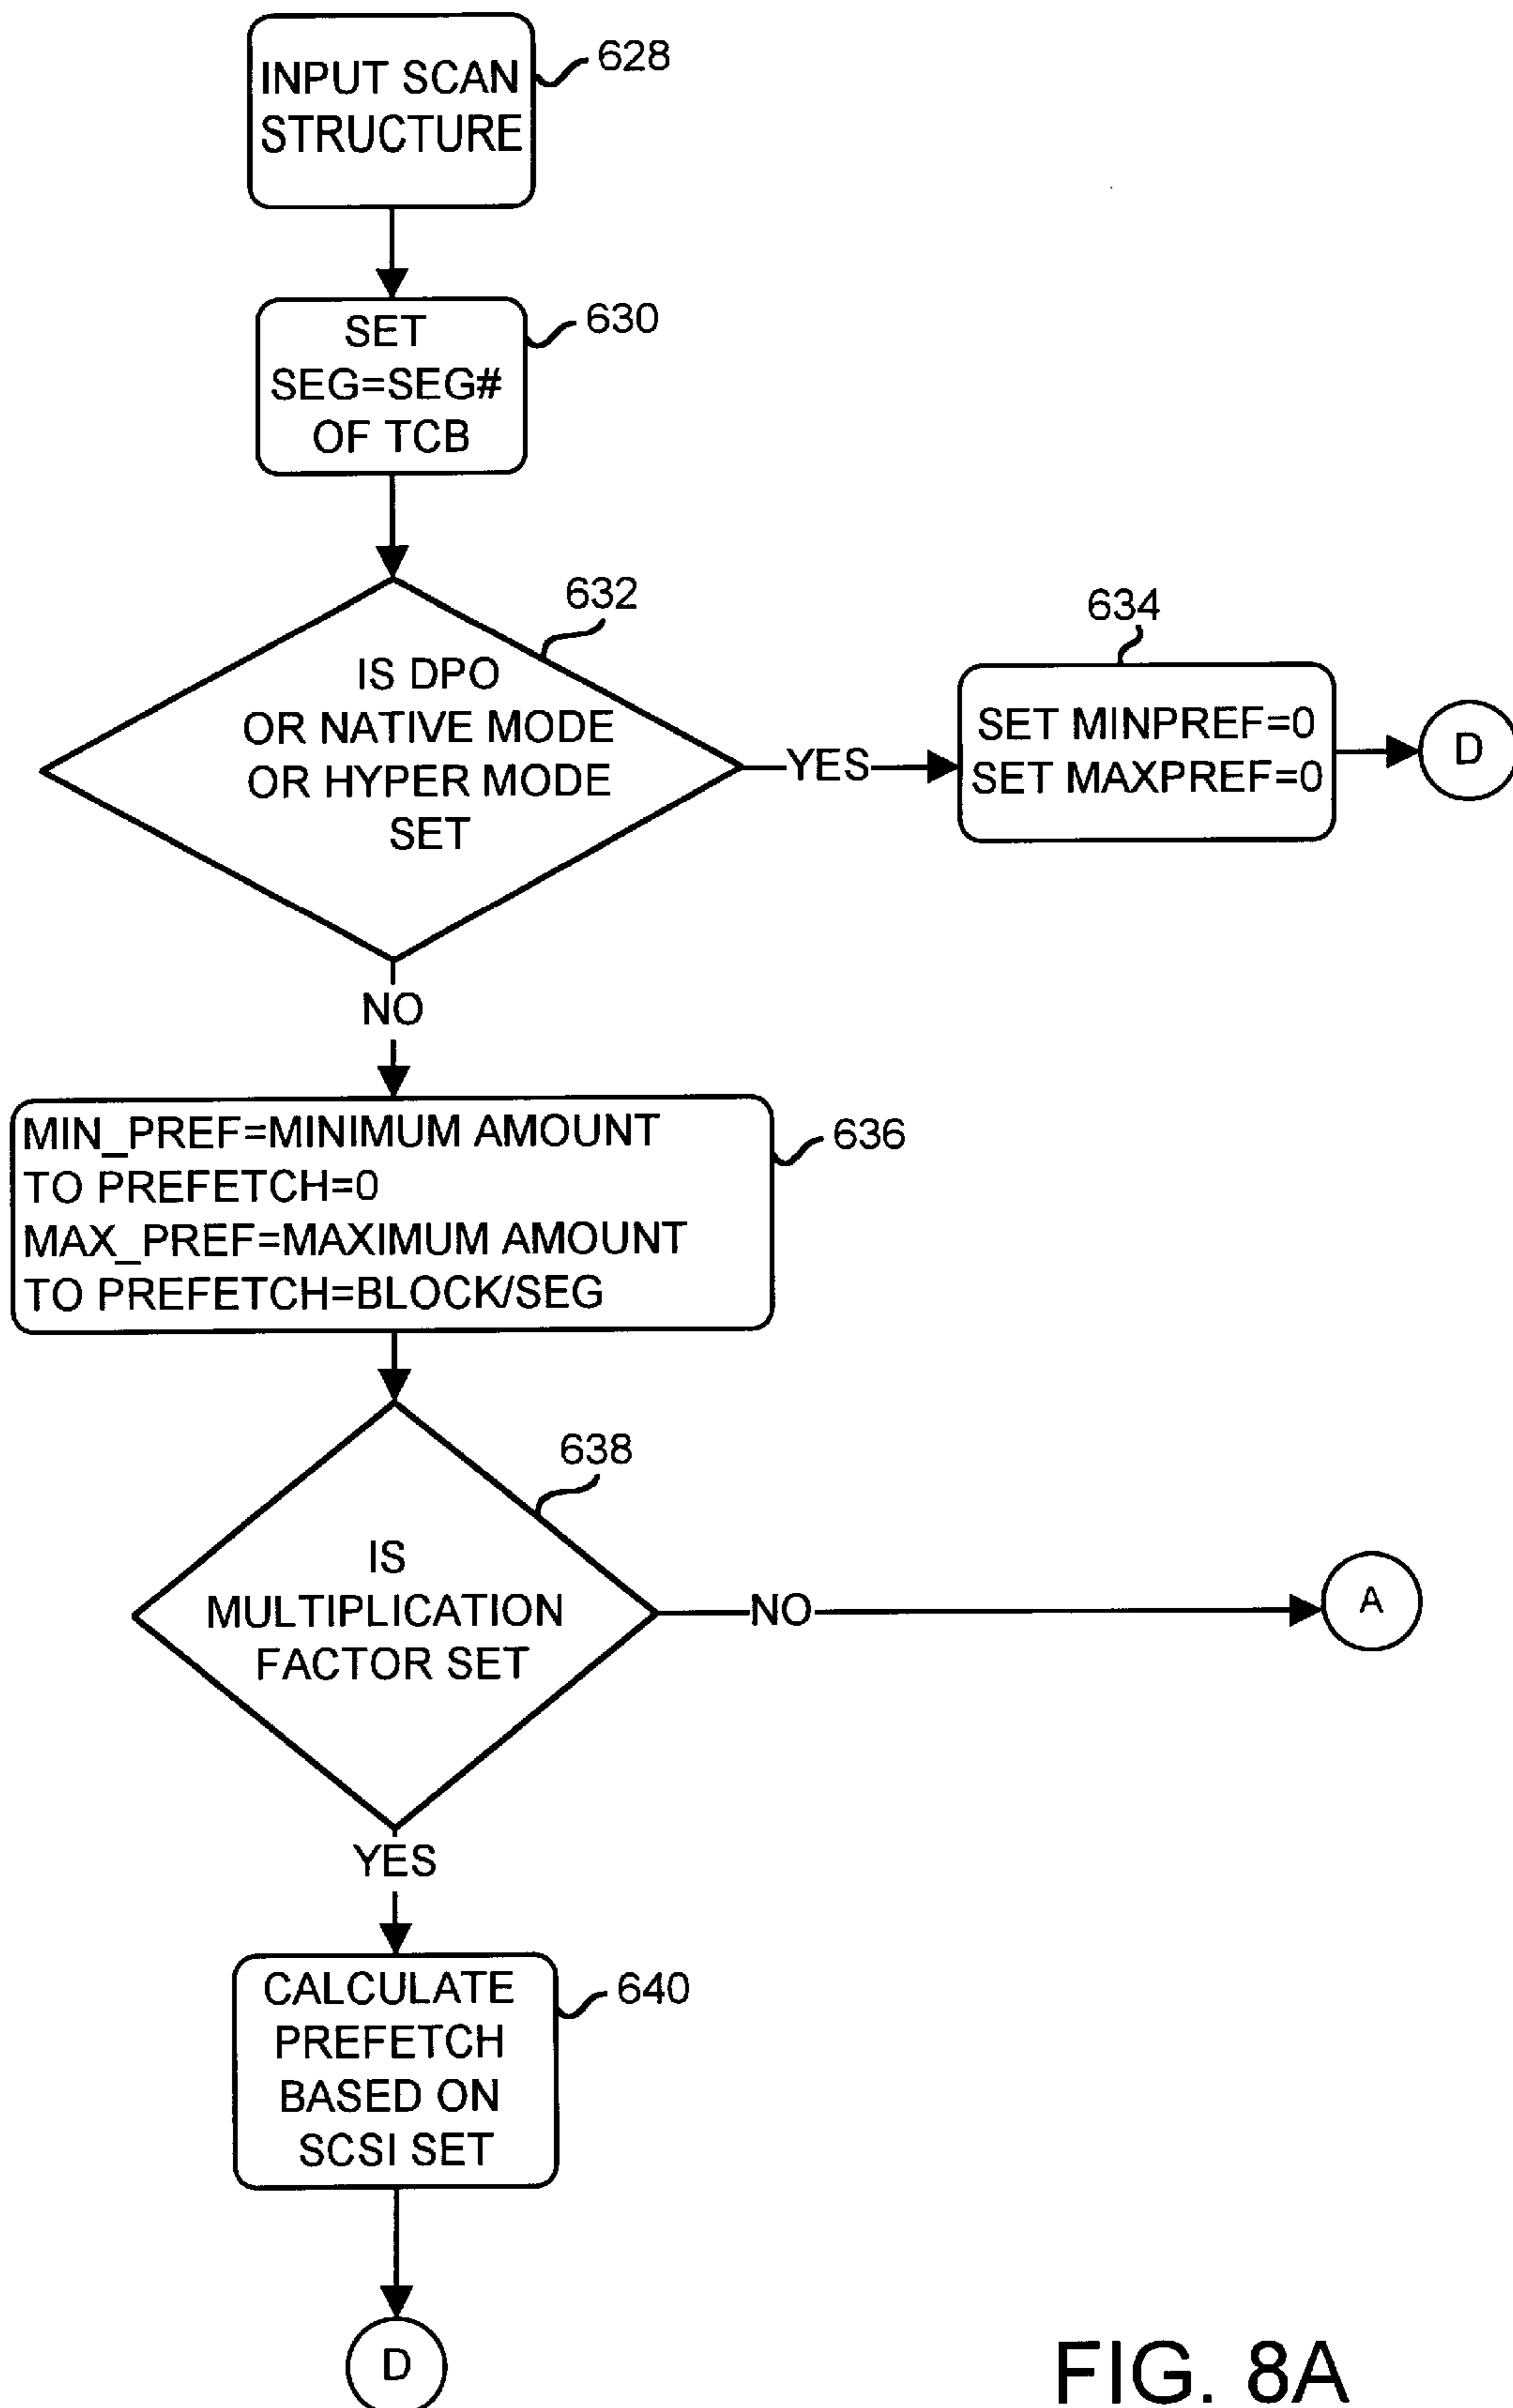 INPUT SCAN
STRUCTURE
628
SET
SEG=SEG#
OF TCB
630
632
IS DPO
OR NATIVE MODE
OR HYPER MODE
SET
YES
634
SET MINPREF=0
SET MAXPREF=0
D
NO
MIN_PREF=MINIMUM AMOUNT
TO PREFETCH=0
MAX_PREF=MAXIMUM AMOUNT
TO PREFETCH=BLOCK/SEG
636
638
IS
MULTIPLICATION
FACTOR SET
NO
A
YES
CALCULATE
PREFETCH
BASED ON
SCSI SET
640
D
FIG. 8A